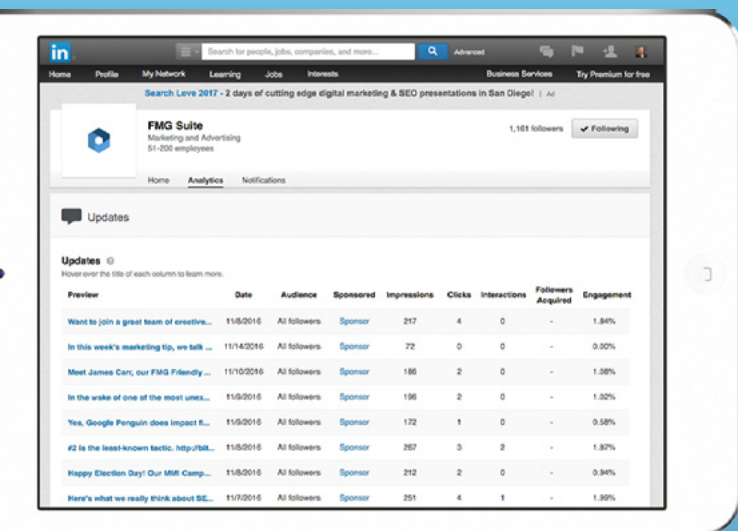 in
Search for people, jobs, companies, and more...
Advanced
Home Profile My Network Learning Jobs Interests Business Services Try Premium for free
Search Love 2017 - 2 days of cutting edge digital marketing & SEO presentations in San Diego! | Ad
FMG Suite
Marketing and Advertising
51-200 employees
1,161 followers
Following
Home Analytics Notifications
Updates
Updates
Hover over the title of each column to learn more.
Preview Date Audience Sponsored Impressions Clicks Interactions Followers Acquired Engagement
Want to join a great team of creative... 11/8/2016 All followers Sponsor 217 4 0 - 1.84%
In this week's marketing tip, we talk ... 11/14/2016 All followers Sponsor 72 0 0 - 0.00%
Meet James Carr, our FMG Friendly ... 11/10/2016 All followers Sponsor 186 2 0 - 1.08%
In the wake of one of the most unex... 11/9/2016 All followers Sponsor 196 2 0 - 1.02%
Yes, Google Penguin does impact fi... 11/9/2016 All followers Sponsor 172 1 0 - 0.58%
#2 is the least-known tactic. http://bit... 11/8/2016 All followers Sponsor 267 3 2 - 1.87%
Happy Election Day! Our MMI Camp... 11/8/2016 All followers Sponsor 212 2 0 - 0.94%
Here's what we really think about SE... 11/7/2016 All followers Sponsor 251 4 1 - 1.99%